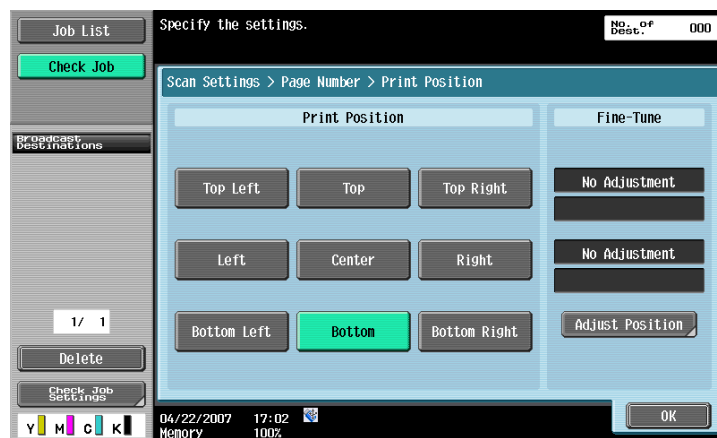 Job List
Check Job
Specify the settings.
No. of Dest. 000
Scan Settings > Page Number > Print Position
Print Position
Fine-Tune
Broadcast
Destinations
Top Left Top Top Right
No Adjustment
Left Center Right
No Adjustment
Bottom Left Bottom Bottom Right
Adjust Position
1/ 1
Delete
Check Job
Settings
Y M C K
04/22/2007 17:02
Memory 100%
OK